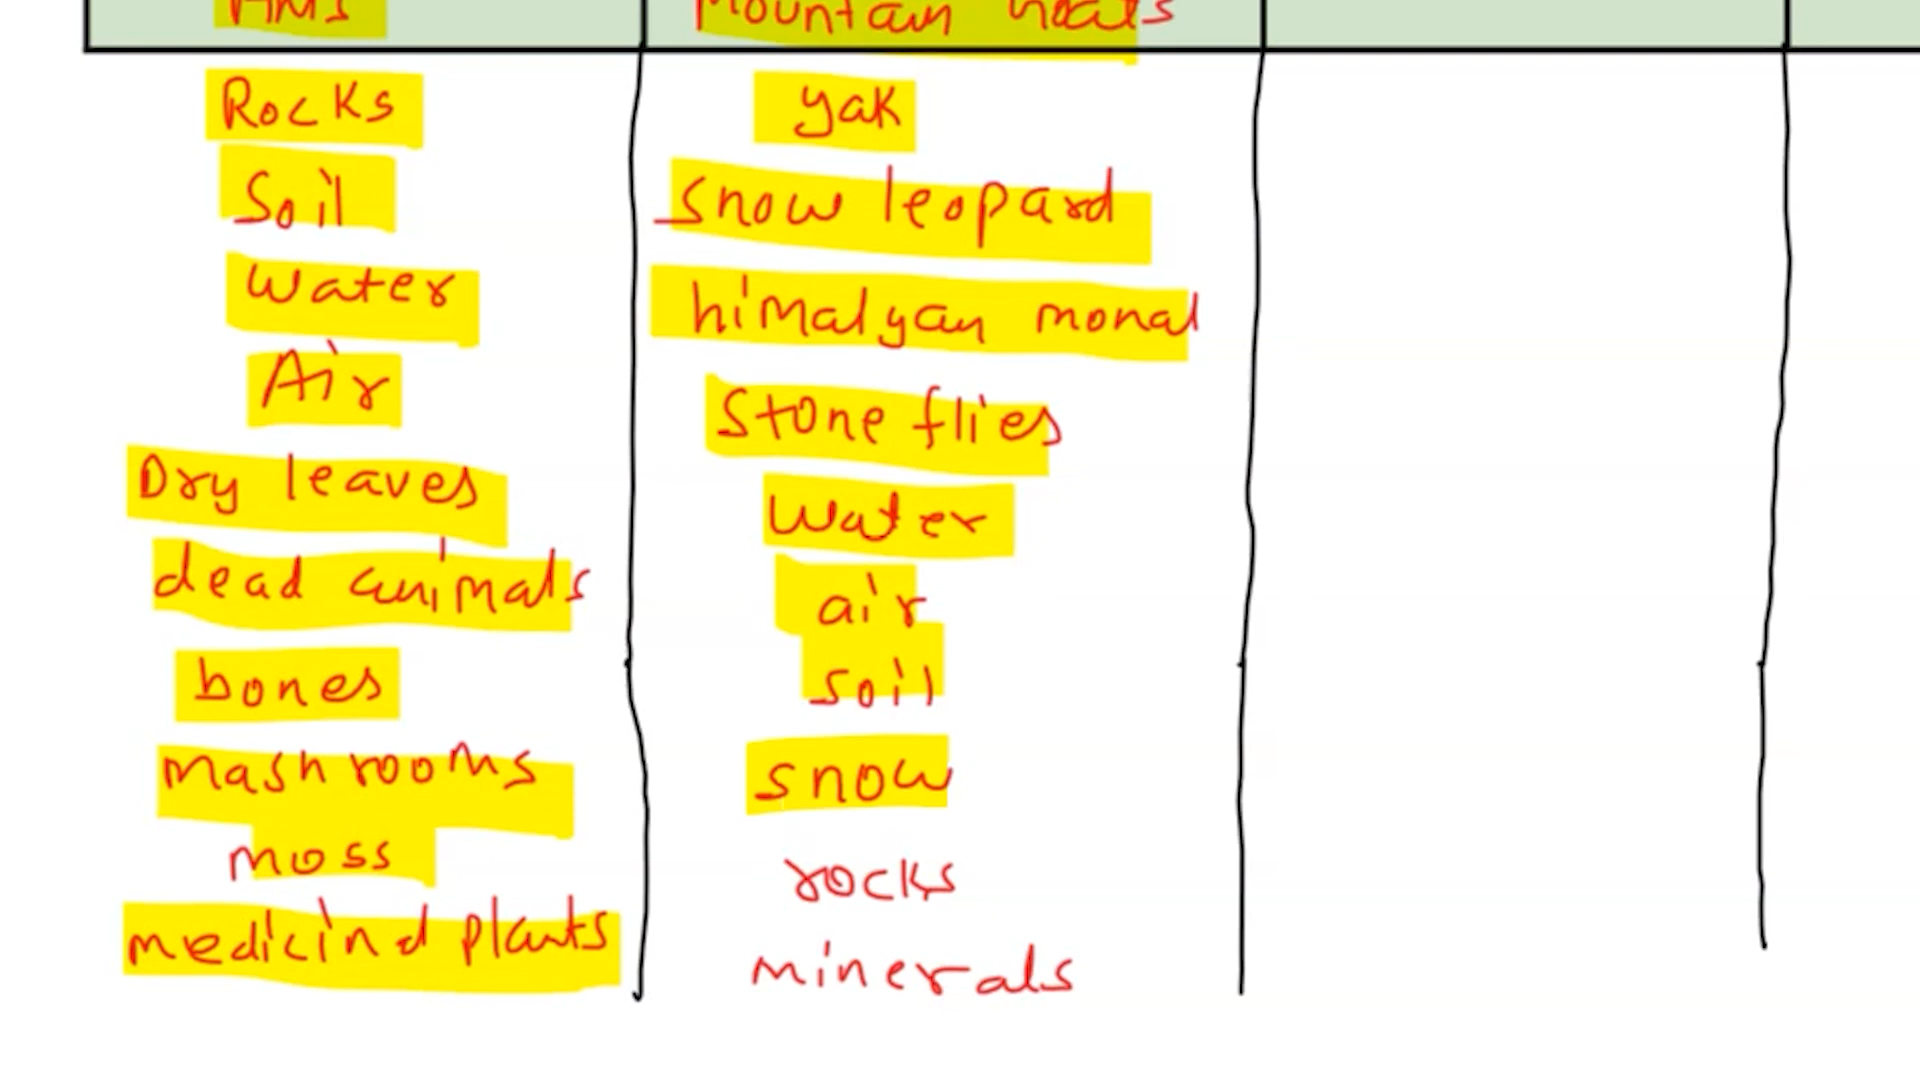 Mountain
Rocks
yak
Soil
snow leopard
Water
himalyan monal
Air
Stone flies
Dry leaves
Water
dead animals
air
bones
soil
mashrooms
snow
moss
rocks
medicinal plants
minerals